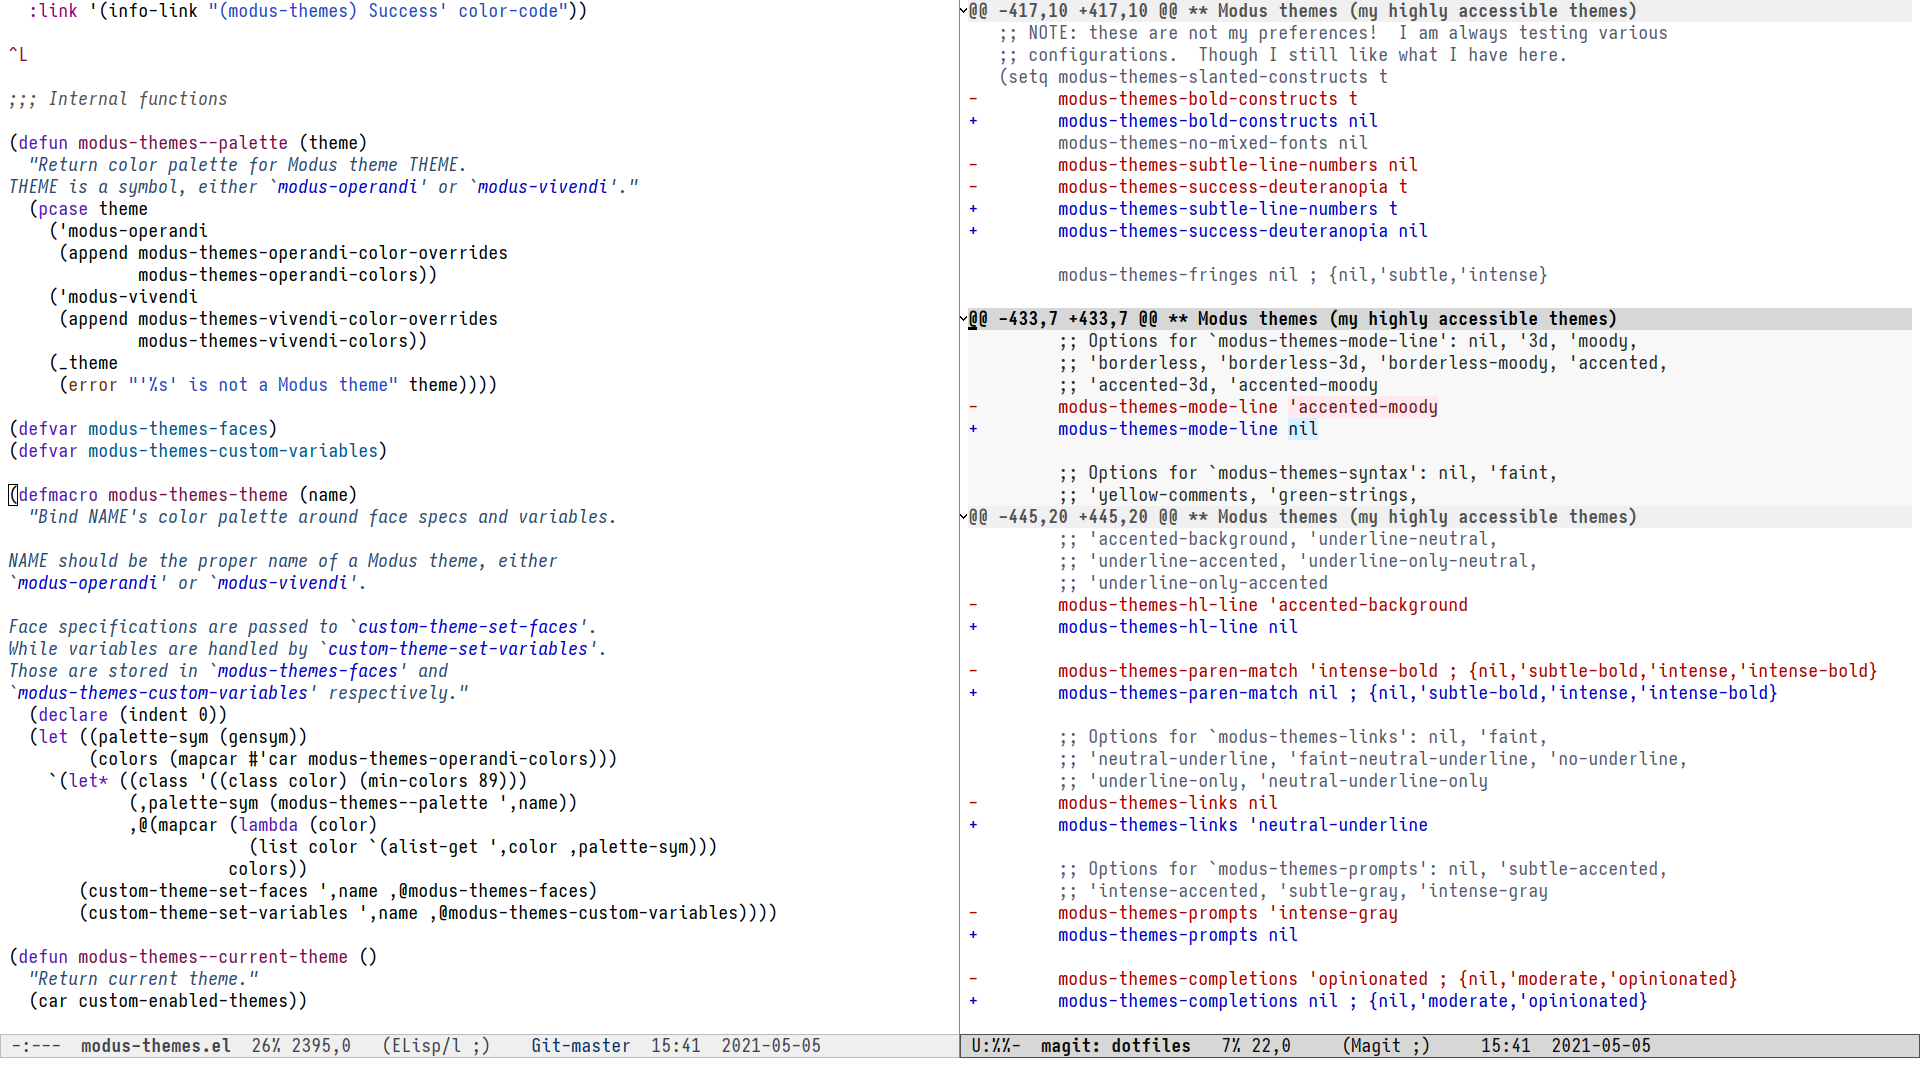 :link '(info-link "(modus-themes) Success' color-code"))

^L

;;; Internal functions

(defun modus-themes--palette (theme)
  "Return color palette for Modus theme THEME.
THEME is a symbol, either `modus-operandi' or `modus-vivendi'."
  (pcase theme
    ('modus-operandi
     (append modus-themes-operandi-color-overrides
             modus-themes-operandi-colors))
    ('modus-vivendi
     (append modus-themes-vivendi-color-overrides
             modus-themes-vivendi-colors))
    (_theme
     (error "'%s' is not a Modus theme" theme))))

(defvar modus-themes-faces)
(defvar modus-themes-custom-variables)

(defmacro modus-themes-theme (name)
  "Bind NAME's color palette around face specs and variables.

NAME should be the proper name of a Modus theme, either
`modus-operandi' or `modus-vivendi'.

Face specifications are passed to `custom-theme-set-faces'.
While variables are handled by `custom-theme-set-variables'.
Those are stored in `modus-themes-faces' and
`modus-themes-custom-variables' respectively."
  (declare (indent 0))
  (let ((palette-sym (gensym))
        (colors (mapcar #'car modus-themes-operandi-colors)))
    `(let* ((class '((class color) (min-colors 89)))
            (,palette-sym (modus-themes--palette ',name))
            ,@(mapcar (lambda (color)
                        (list color `(alist-get ',color ,palette-sym)))
                      colors))
       (custom-theme-set-faces ',name ,@modus-themes-faces)
       (custom-theme-set-variables ',name ,@modus-themes-custom-variables))))

(defun modus-themes--current-theme ()
  "Return current theme."
  (car custom-enabled-themes))

-:---  modus-themes.el  26% 2395,0   (ELisp/l ;)    Git-master  15:41  2021-05-05

@@ -417,10 +417,10 @@ ** Modus themes (my highly accessible themes)
   ;; NOTE: these are not my preferences!  I am always testing various
   ;; configurations.  Though I still like what I have here.
   (setq modus-themes-slanted-constructs t
-        modus-themes-bold-constructs t
+        modus-themes-bold-constructs nil
         modus-themes-no-mixed-fonts nil
-        modus-themes-subtle-line-numbers nil
-        modus-themes-success-deuteranopia t
+        modus-themes-subtle-line-numbers t
+        modus-themes-success-deuteranopia nil

         modus-themes-fringes nil ; {nil,'subtle,'intense}

@@ -433,7 +433,7 @@ ** Modus themes (my highly accessible themes)
         ;; Options for `modus-themes-mode-line': nil, '3d, 'moody,
         ;; 'borderless, 'borderless-3d, 'borderless-moody, 'accented,
         ;; 'accented-3d, 'accented-moody
-        modus-themes-mode-line 'accented-moody
+        modus-themes-mode-line nil

         ;; Options for `modus-themes-syntax': nil, 'faint,
         ;; 'yellow-comments, 'green-strings,
@@ -445,20 +445,20 @@ ** Modus themes (my highly accessible themes)
         ;; 'accented-background, 'underline-neutral,
         ;; 'underline-accented, 'underline-only-neutral,
         ;; 'underline-only-accented
-        modus-themes-hl-line 'accented-background
+        modus-themes-hl-line nil

-        modus-themes-paren-match 'intense-bold ; {nil,'subtle-bold,'intense,'intense-bold}
+        modus-themes-paren-match nil ; {nil,'subtle-bold,'intense,'intense-bold}

         ;; Options for `modus-themes-links': nil, 'faint,
         ;; 'neutral-underline, 'faint-neutral-underline, 'no-underline,
         ;; 'underline-only, 'neutral-underline-only
-        modus-themes-links nil
+        modus-themes-links 'neutral-underline

         ;; Options for `modus-themes-prompts': nil, 'subtle-accented,
         ;; 'intense-accented, 'subtle-gray, 'intense-gray
-        modus-themes-prompts 'intense-gray
+        modus-themes-prompts nil

-        modus-themes-completions 'opinionated ; {nil,'moderate,'opinionated}
+        modus-themes-completions nil ; {nil,'moderate,'opinionated}

U:%%-  magit: dotfiles   7% 22,0     (Magit ;)     15:41  2021-05-05